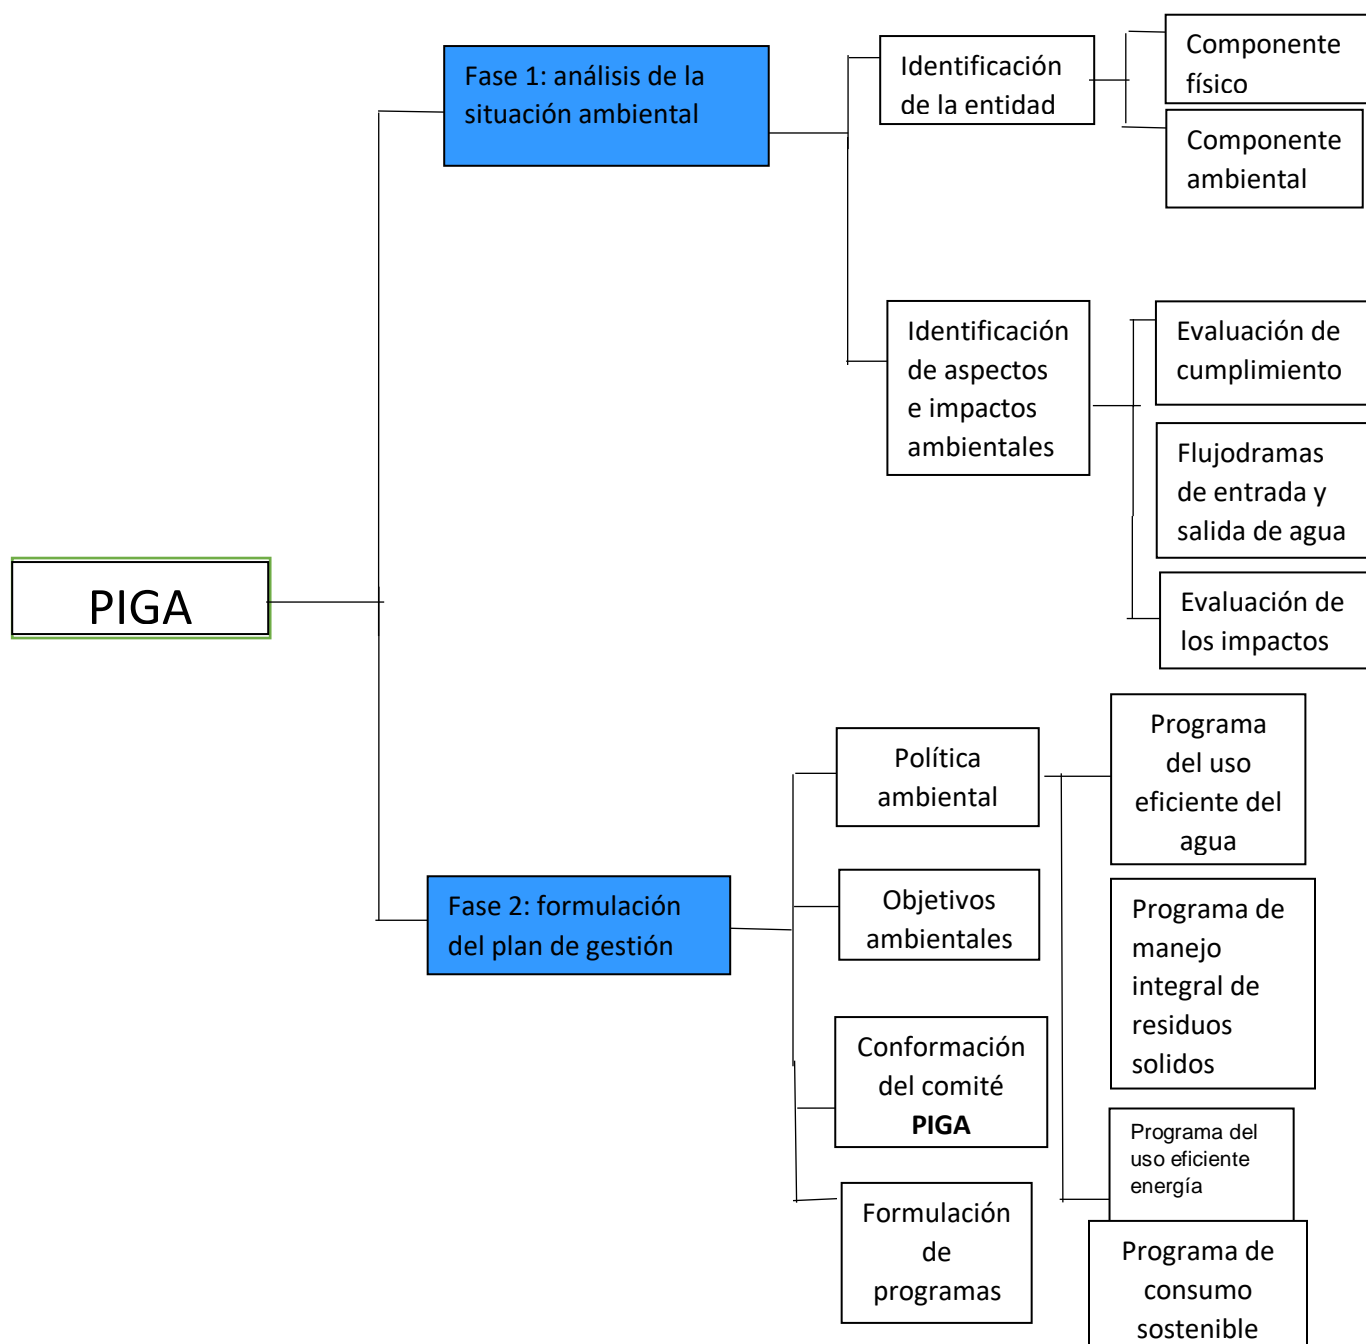 Fase 1: análisis de la
situación ambiental
Identificación
de la entidad
Componente
físico
Componente
ambiental
Identificación
de aspectos
e impactos
ambientales
Evaluación de
cumplimiento
Flujodramas
de entrada y
salida de agua
Evaluación de
los impactos
PIGA
Fase 2: formulación
del plan de gestión
Política
ambiental
Objetivos
ambientales
Conformación
del comité
PIGA
Formulación
de
programas
Programa
del uso
eficiente del
agua
Programa de
manejo
integral de
residuos
solidos
Programa del
uso eficiente
energía
Programa de
consumo
sostenible